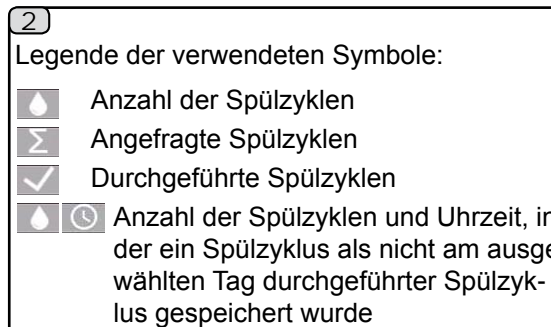 2
Legende der verwendeten Symbole:
Anzahl der Spülzyklen
Σ Angefragte Spülzyklen
Durchgeführte Spülzyklen
Anzahl der Spülzyklen und Uhrzeit, in
der ein Spülzyklus als nicht am ausge
wählten Tag durchgeführter Spülzyk-
lus gespeichert wurde